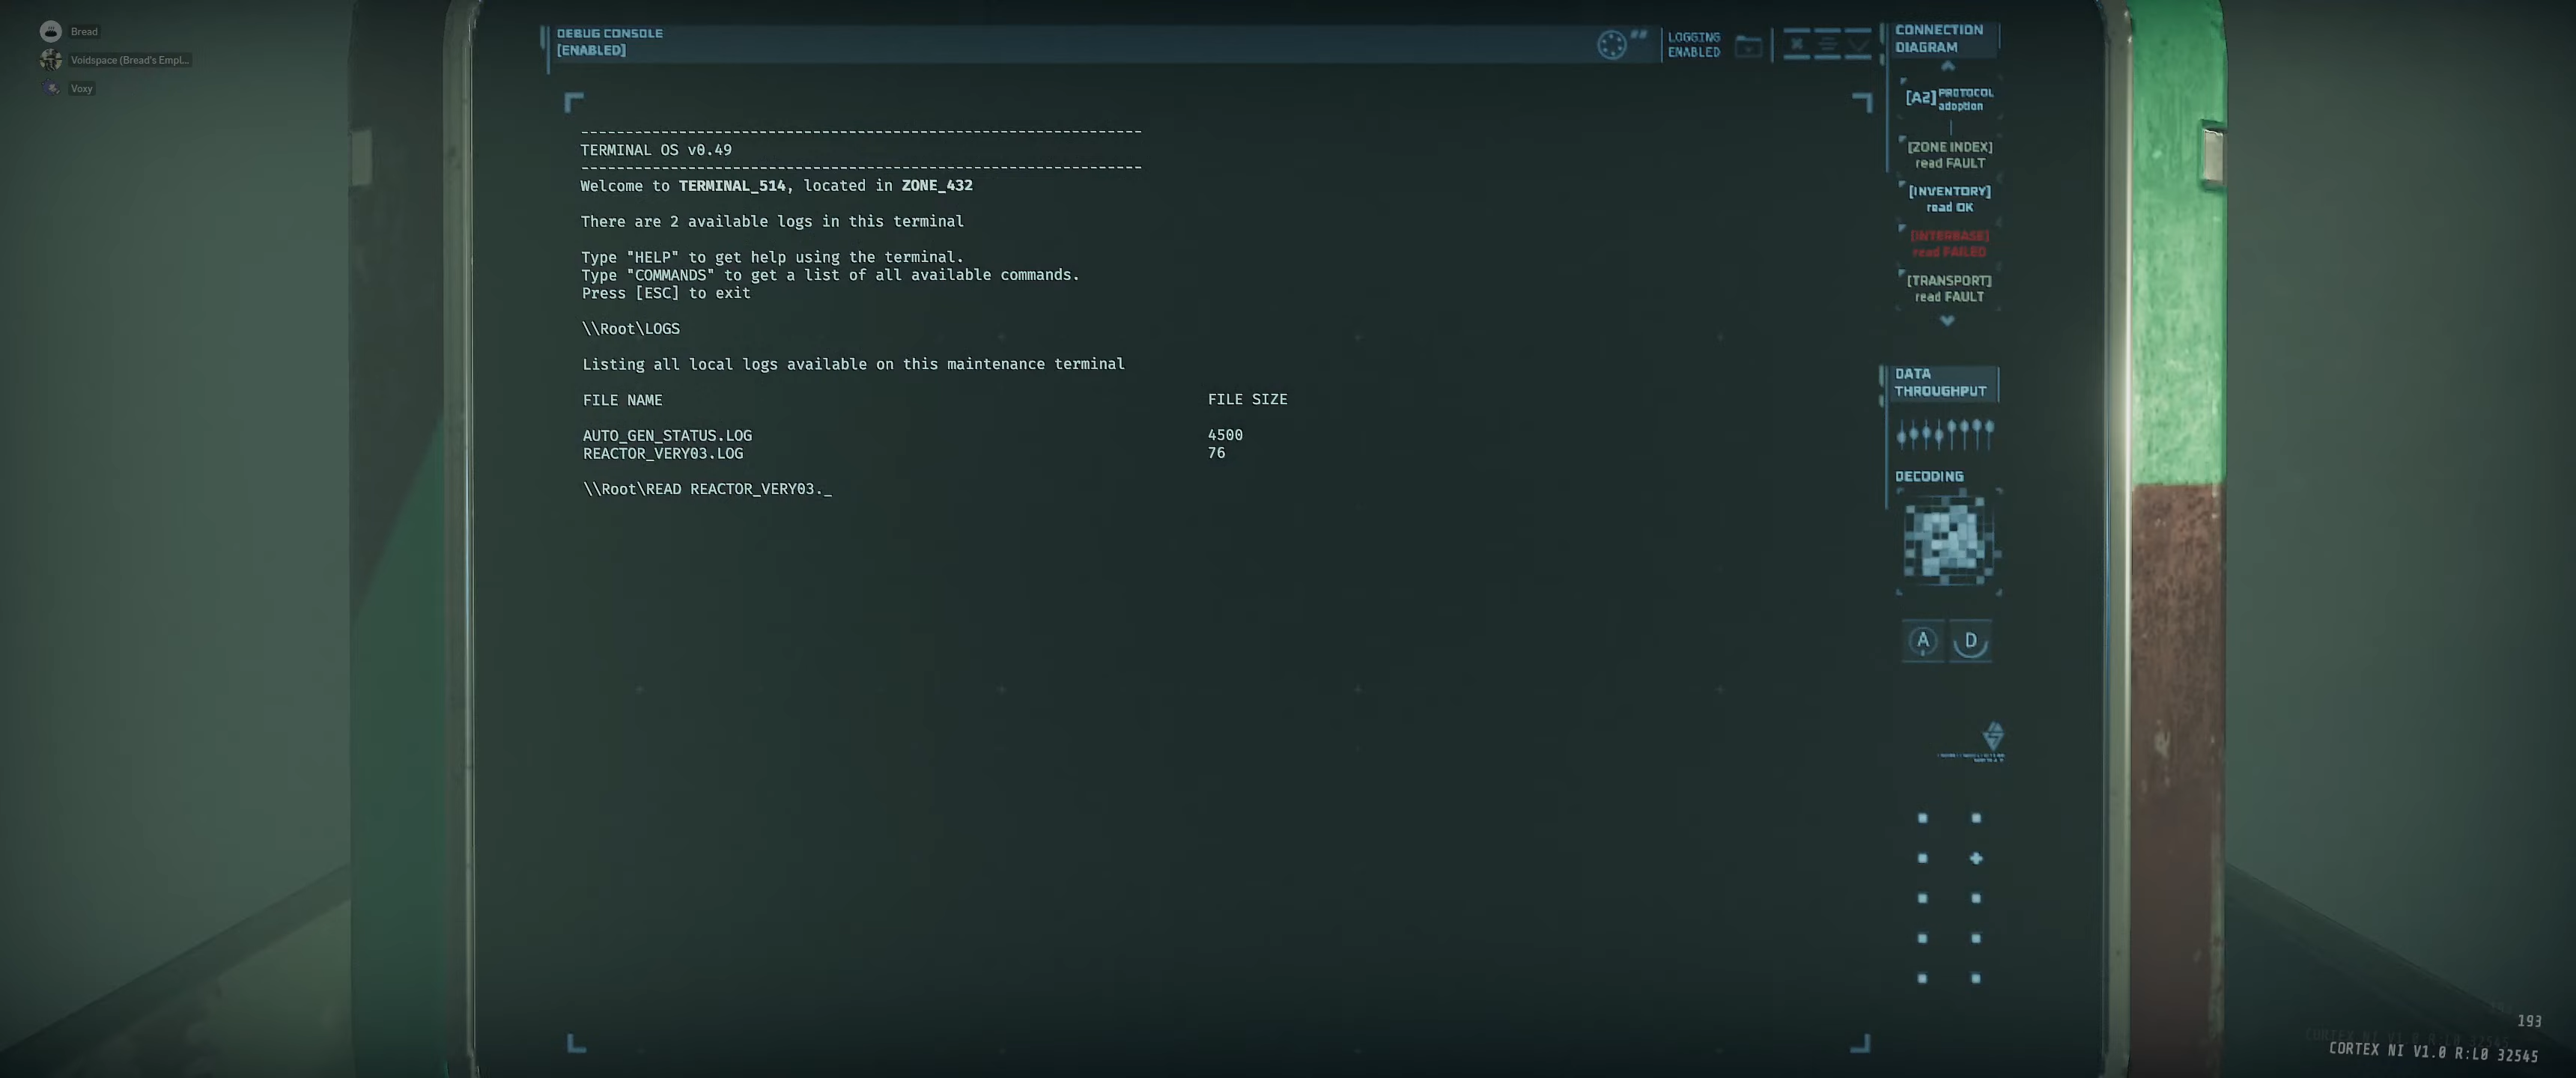 Bread
Voidspace (Bread's Empl...
Voxy
DEBUG CONSOLE
[ENABLED]
LOGGING
ENABLED
--------------------------------------------------------------
TERMINAL OS v0.49
--------------------------------------------------------------
Welcome to TERMINAL_514, located in ZONE_432
There are 2 available logs in this terminal
Type "HELP" to get help using the terminal.
Type "COMMANDS" to get a list of all available commands.
Press [ESC] to exit
\\Root\LOGS
Listing all local logs available on this maintenance terminal
FILE NAME FILE SIZE
AUTO_GEN_STATUS.LOG 4500
REACTOR_VERY03.LOG 76
\\Root\READ REACTOR_VERY03._
CONNECTION
DIAGRAM
[A2] PROTOCOL
adoption
[ZONE INDEX]
read FAULT
[INVENTORY]
read OK
[INTERBASE]
read FAILED
[TRANSPORT]
read FAULT
DATA
THROUGHPUT
DECODING
A D
193
CORTEX NI V1.0 R:L0 32545